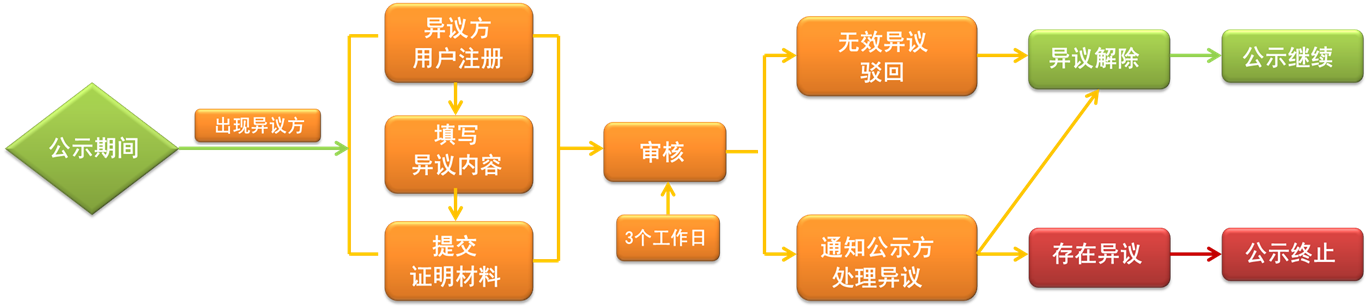 公示期间
出现异议方
异议方
用户注册
填写
异议内容
提交
证明材料
审核
3个工作日
无效异议
驳回
通知公示方
处理异议
异议解除
公示继续
存在异议
公示终止